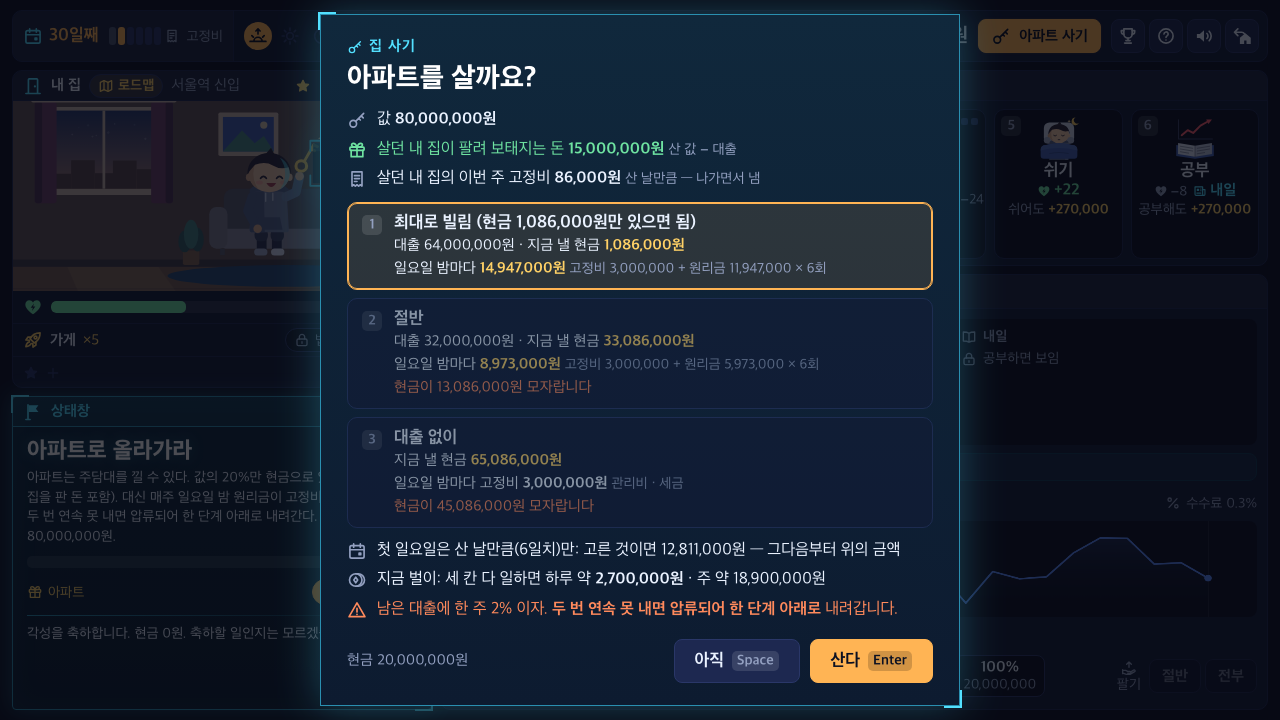 30일째
고정비
아파트 사기
내 집
로드맵
서울역 신입
가게 ×5
상태창
아파트로 올라가라
아파트는 주담대를 낄 수 있다. 값의 20%만 현금으로
집을 판 돈 포함). 대신 매주 일요일 밤 원리금이 고정비
두 번 연속 못 내면 압류되어 한 단계 아래로 내려간다.
80,000,000원.
아파트
각성을 축하합니다. 현금 0원. 축하할 일인지는 모르겠
집 사기
아파트를 살까요?
값 80,000,000원
살던 내 집이 팔려 보태지는 돈 15,000,000원 산 값 − 대출
살던 내 집의 이번 주 고정비 86,000원 산 날만큼 — 나가면서 냄
1 최대로 빌림 (현금 1,086,000원만 있으면 됨)
대출 64,000,000원 · 지금 낼 현금 1,086,000원
일요일 밤마다 14,947,000원 고정비 3,000,000 + 원리금 11,947,000 × 6회
2 절반
대출 32,000,000원 · 지금 낼 현금 33,086,000원
일요일 밤마다 8,973,000원 고정비 3,000,000 + 원리금 5,973,000 × 6회
현금이 13,086,000원 모자랍니다
3 대출 없이
지금 낼 현금 65,086,000원
일요일 밤마다 고정비 3,000,000원 관리비 · 세금
현금이 45,086,000원 모자랍니다
첫 일요일은 산 날만큼(6일치)만: 고른 것이면 12,811,000원 — 그다음부터 위의 금액
지금 벌이: 세 칸 다 일하면 하루 약 2,700,000원 · 주 약 18,900,000원
남은 대출에 한 주 2% 이자. 두 번 연속 못 내면 압류되어 한 단계 아래로 내려갑니다.
현금 20,000,000원
아직 Space
산다 Enter
5
쉬기
+22
쉬어도 +270,000
−24
6
공부
−8 내일
공부해도 +270,000
내일
공부하면 보임
수수료 0.3%
100%
20,000,000
팔기
절반
전부